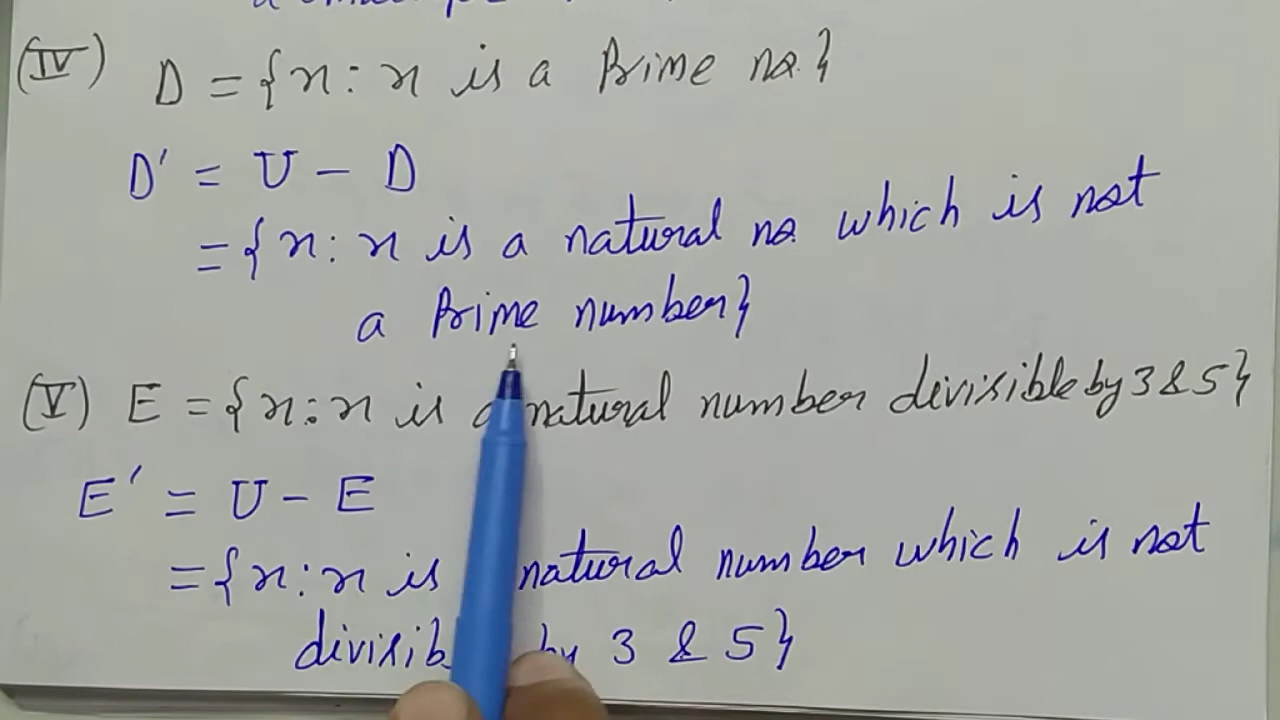 (IV) D = {x : x is a Prime no.}
D' = U - D
= {x : x is a natural no. which is not
a Prime number}
(V) E = {x : x is a natural number divisible by 3 & 5}
E' = U - E
= {x : x is natural number which is not
by 3 & 5}